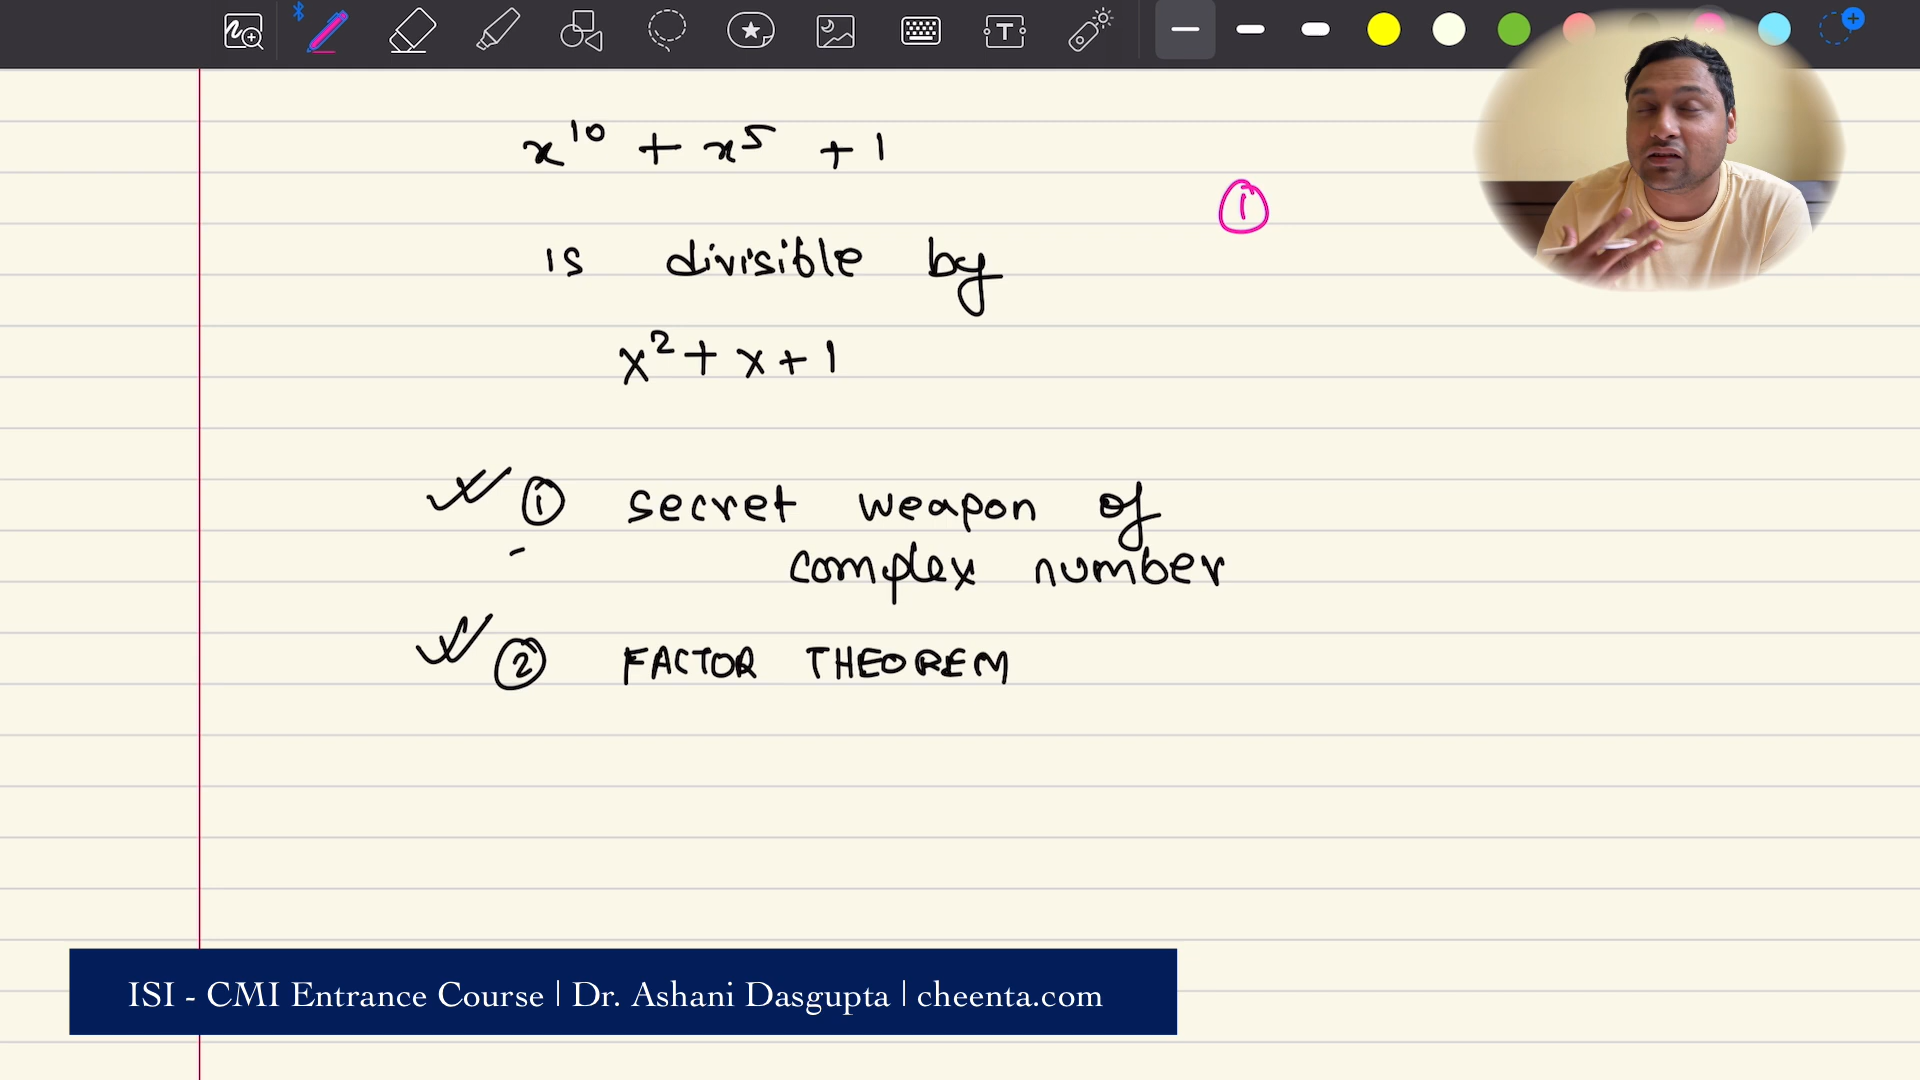 x¹⁰ + x⁵ + 1
①
is divisible by
x² + x + 1
① secret weapon of
complex number
② FACTOR THEOREM
ISI - CMI Entrance Course | Dr. Ashani Dasgupta | cheenta.com